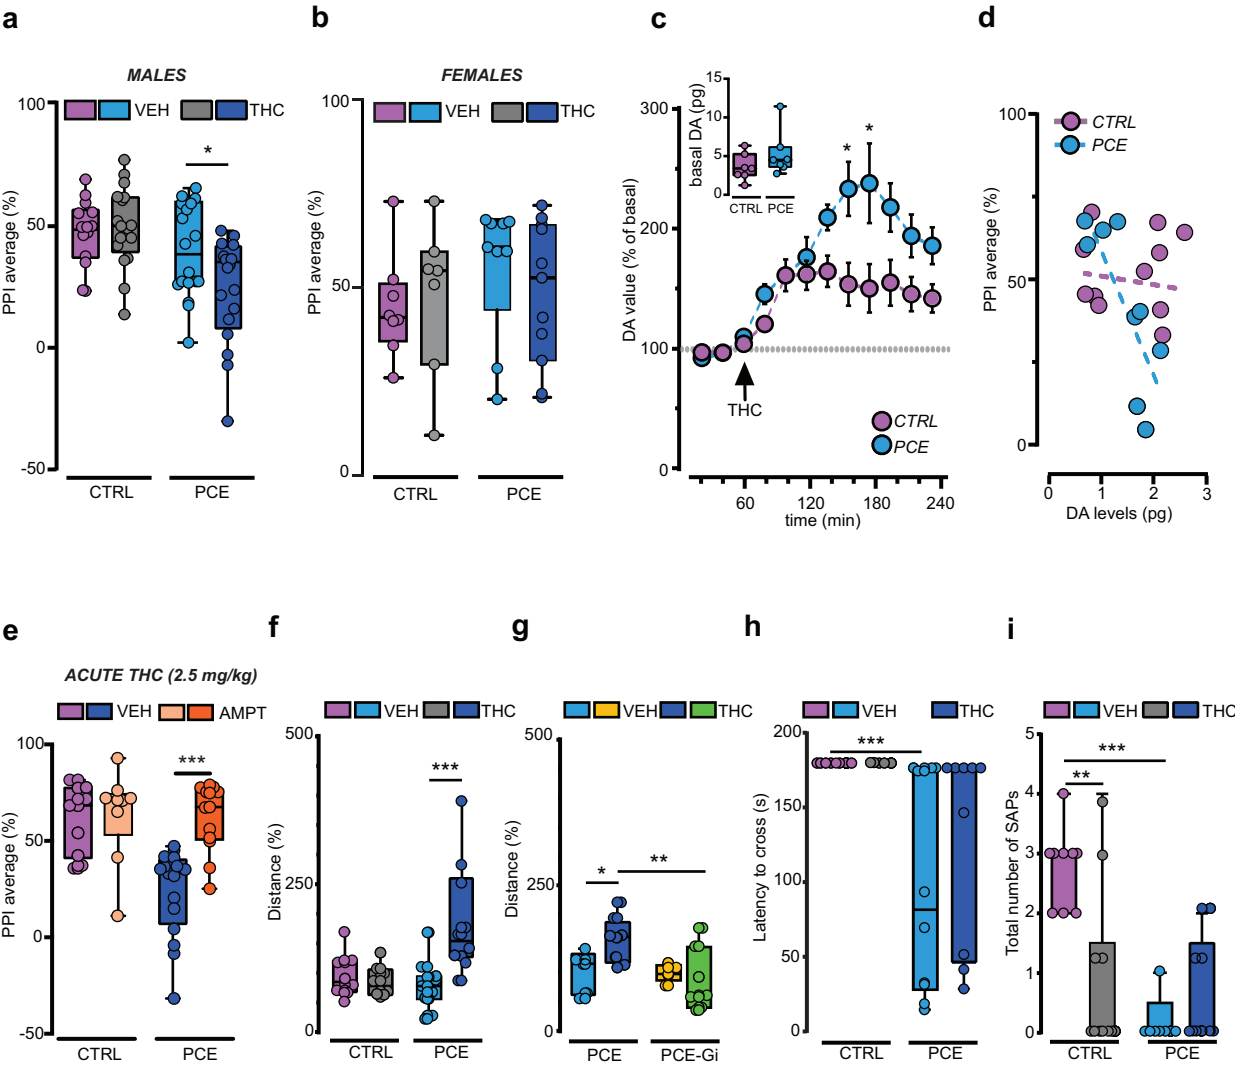 a
MALES
VEH THC
PPI average (%)
100
50
0
-50
*
CTRL PCE
b
FEMALES
VEH THC
PPI average (%)
100
50
0
CTRL PCE
c
DA value (% of basal)
300
200
100
0
basal DA (pg)
15
10
5
0
CTRL PCE
* *
THC
CTRL
PCE
60 120 180 240
time (min)
d
CTRL
PCE
PPI average (%)
100
50
0
0 1 2 3
DA levels (pg)
e
ACUTE THC (2.5 mg/kg)
VEH AMPT
PPI average (%)
100
50
0
-50
***
CTRL PCE
f
VEH THC
Distance (%)
500
250
0
***
CTRL PCE
g
VEH THC
Distance (%)
500
250
0
* **
PCE PCE-Gi
h
VEH THC
Latency to cross (s)
200
150
100
50
0
***
CTRL PCE
i
VEH THC
Total number of SAPs
5
4
3
2
1
0
***
**
CTRL PCE